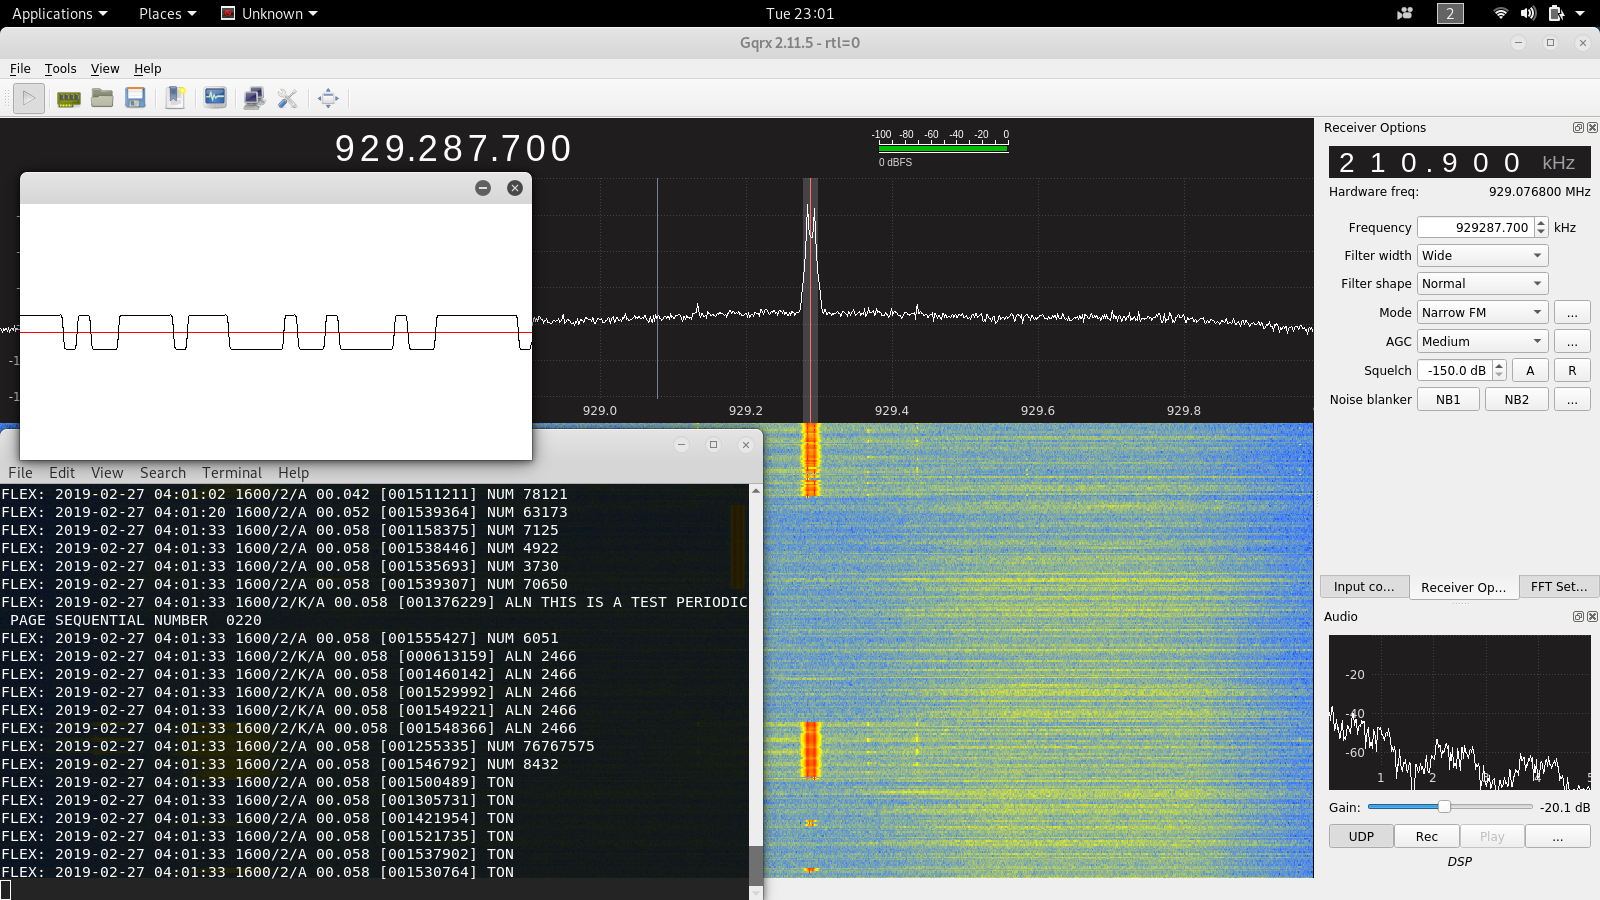 Applications Places Unknown Tue 23:01 2
Gqrx 2.11.5 - rtl=0
File Tools View Help
929.287.700
-100 -80 -60 -40 -20 0
0 dBFS
929.0 929.2 929.4 929.6 929.8
File Edit View Search Terminal Help
FLEX: 2019-02-27 04:01:02 1600/2/A 00.042 [001511211] NUM 78121
FLEX: 2019-02-27 04:01:20 1600/2/A 00.052 [001539364] NUM 63173
FLEX: 2019-02-27 04:01:33 1600/2/A 00.058 [001158375] NUM 7125
FLEX: 2019-02-27 04:01:33 1600/2/A 00.058 [001538446] NUM 4922
FLEX: 2019-02-27 04:01:33 1600/2/A 00.058 [001535693] NUM 3730
FLEX: 2019-02-27 04:01:33 1600/2/A 00.058 [001539307] NUM 70650
FLEX: 2019-02-27 04:01:33 1600/2/K/A 00.058 [001376229] ALN THIS IS A TEST PERIODIC
PAGE SEQUENTIAL NUMBER  0220
FLEX: 2019-02-27 04:01:33 1600/2/A 00.058 [001555427] NUM 6051
FLEX: 2019-02-27 04:01:33 1600/2/K/A 00.058 [000613159] ALN 2466
FLEX: 2019-02-27 04:01:33 1600/2/K/A 00.058 [001460142] ALN 2466
FLEX: 2019-02-27 04:01:33 1600/2/K/A 00.058 [001529992] ALN 2466
FLEX: 2019-02-27 04:01:33 1600/2/K/A 00.058 [001549221] ALN 2466
FLEX: 2019-02-27 04:01:33 1600/2/K/A 00.058 [001548366] ALN 2466
FLEX: 2019-02-27 04:01:33 1600/2/A 00.058 [001255335] NUM 76767575
FLEX: 2019-02-27 04:01:33 1600/2/A 00.058 [001546792] NUM 8432
FLEX: 2019-02-27 04:01:33 1600/2/A 00.058 [001500489] TON
FLEX: 2019-02-27 04:01:33 1600/2/A 00.058 [001305731] TON
FLEX: 2019-02-27 04:01:33 1600/2/A 00.058 [001421954] TON
FLEX: 2019-02-27 04:01:33 1600/2/A 00.058 [001521735] TON
FLEX: 2019-02-27 04:01:33 1600/2/A 00.058 [001537902] TON
FLEX: 2019-02-27 04:01:33 1600/2/A 00.058 [001530764] TON
Receiver Options
210.900 kHz
Hardware freq: 929.076800 MHz
Frequency 929287.700 kHz
Filter width Wide
Filter shape Normal
Mode Narrow FM ...
AGC Medium ...
Squelch -150.0 dB A R
Noise blanker NB1 NB2 ...
Input co... Receiver Op... FFT Set...
Audio
-20
-40
-60
1 2
Gain: -20.1 dB
UDP Rec Play ...
DSP